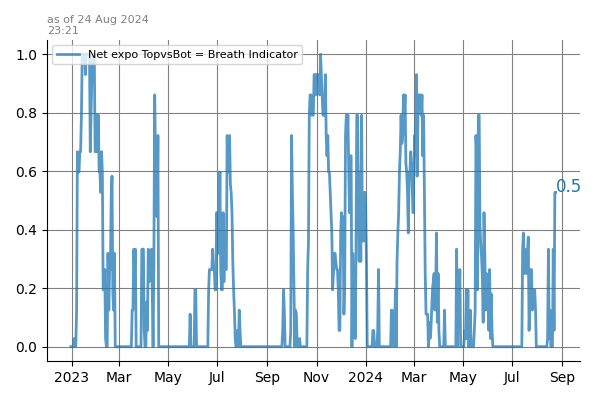 as of 24 Aug 2024
23:21
Net expo TopvsBot = Breath Indicator
1.0
0.8
0.6
0.4
0.2
0.0
0.5
2023 Mar May Jul Sep Nov 2024 Mar May Jul Sep